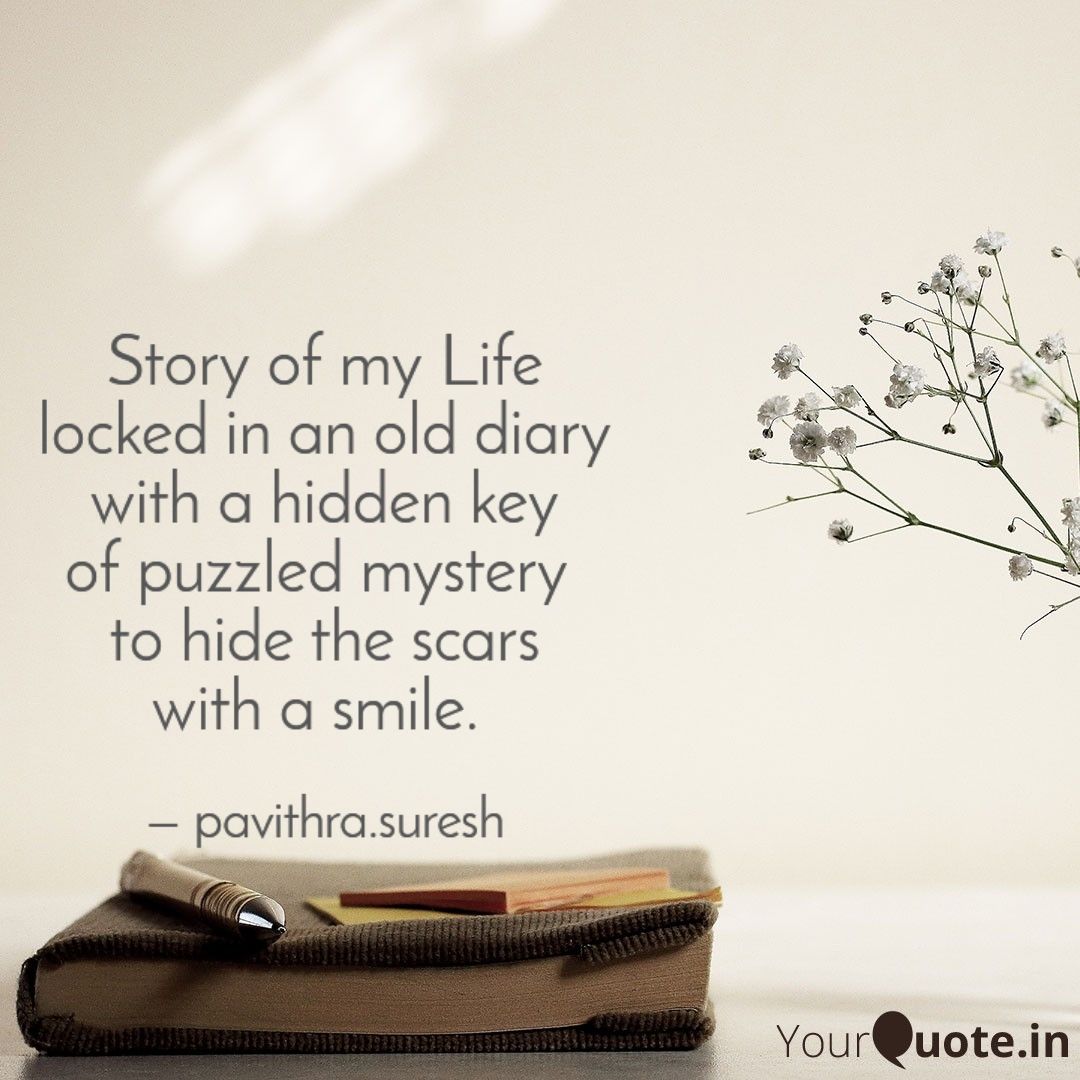 Story of my Life
locked in an old diary
with a hidden key
of puzzled mystery
to hide the scars
with a smile.
– pavithra.suresh
YourQuote.in